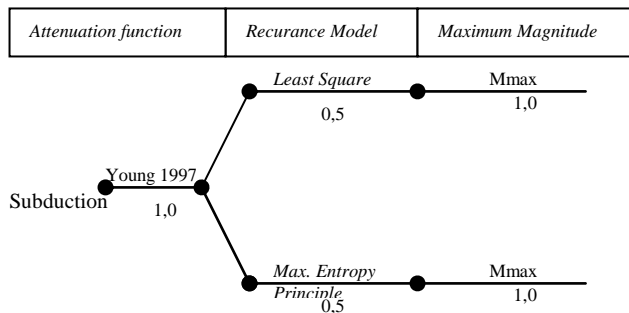 Attenuation function
Recurance Model
Maximum Magnitude
Least Square
0,5
Mmax
1,0
Young 1997
Subduction
1,0
Max. Entropy
Principle
0,5
Mmax
1,0